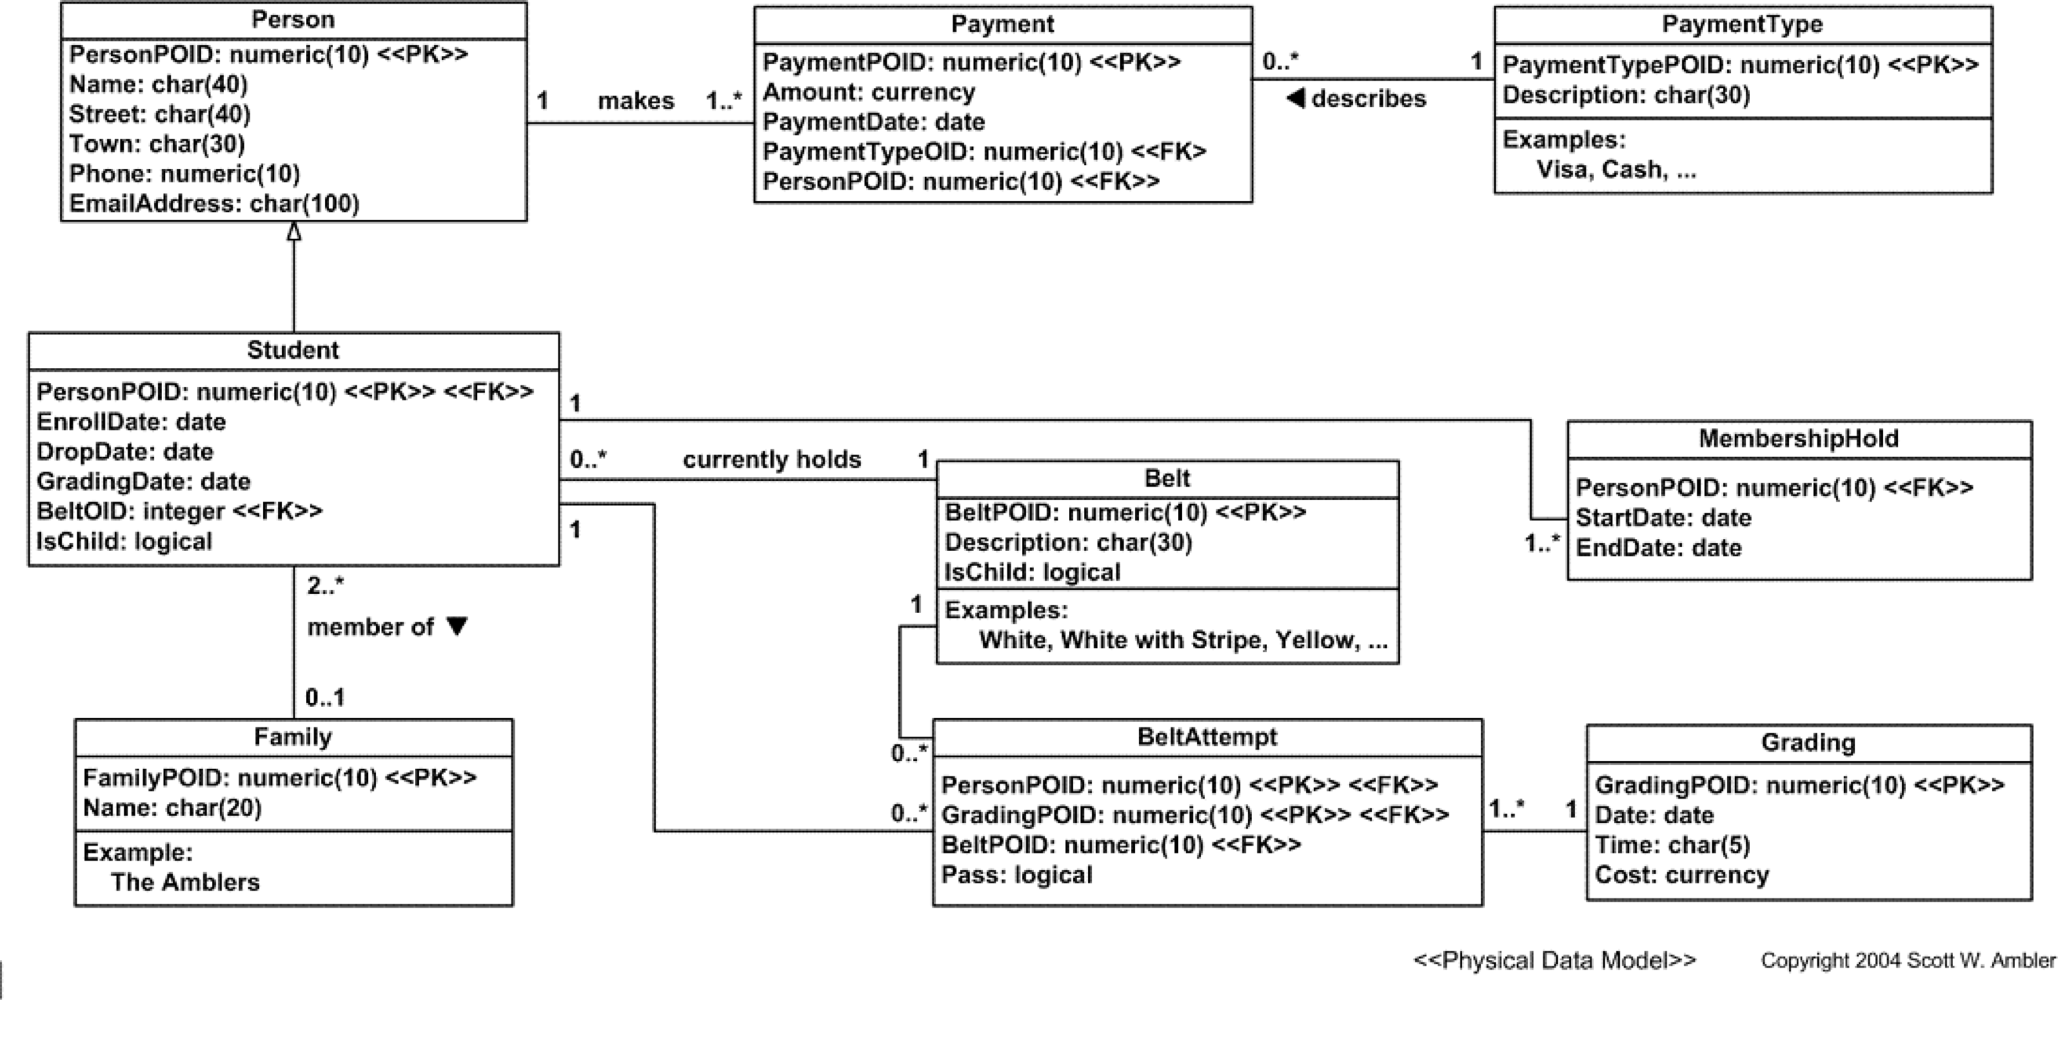 Person
PersonPOID: numeric(10) <<PK>>
Name: char(40)
Street: char(40)
Town: char(30)
Phone: numeric(10)
EmailAddress: char(100)
1 makes 1..*
Payment
PaymentPOID: numeric(10) <<PK>>
Amount: currency
PaymentDate: date
PaymentTypeOID: numeric(10) <<FK>
PersonPOID: numeric(10) <<FK>>
0..* 1
◀ describes
PaymentType
PaymentTypePOID: numeric(10) <<PK>>
Description: char(30)
Examples:
Visa, Cash, ...
Student
PersonPOID: numeric(10) <<PK>> <<FK>>
EnrollDate: date
DropDate: date
GradingDate: date
BeltOID: integer <<FK>>
IsChild: logical
1
1..*
0..* currently holds 1
1
0..*
MembershipHold
PersonPOID: numeric(10) <<FK>>
StartDate: date
EndDate: date
Belt
BeltPOID: numeric(10) <<PK>>
Description: char(30)
IsChild: logical
Examples:
White, White with Stripe, Yellow, ...
1
0..*
2..*
member of ▼
0..1
Family
FamilyPOID: numeric(10) <<PK>>
Name: char(20)
Example:
The Amblers
BeltAttempt
PersonPOID: numeric(10) <<PK>> <<FK>>
GradingPOID: numeric(10) <<PK>> <<FK>>
BeltPOID: numeric(10) <<FK>>
Pass: logical
1..* 1
Grading
GradingPOID: numeric(10) <<PK>>
Date: date
Time: char(5)
Cost: currency
<<Physical Data Model>> Copyright 2004 Scott W. Ambler